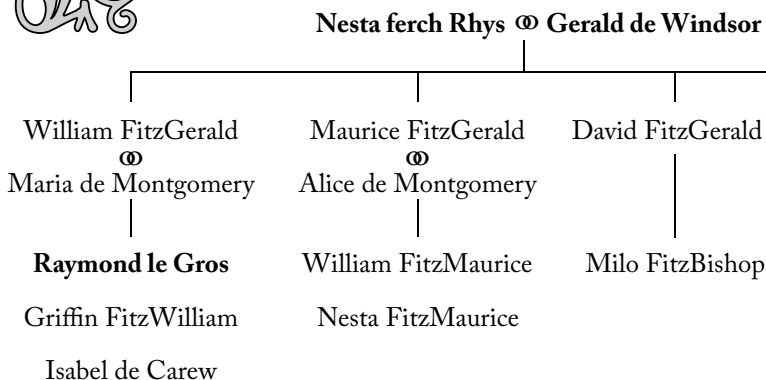 Nesta ferch Rhys ⚭ Gerald de Windsor
William FitzGerald Maurice FitzGerald David FitzGerald
⚭ ⚭
Maria de Montgomery Alice de Montgomery
Raymond le Gros William FitzMaurice Milo FitzBishop
Griffin FitzWilliam Nesta FitzMaurice
Isabel de Carew